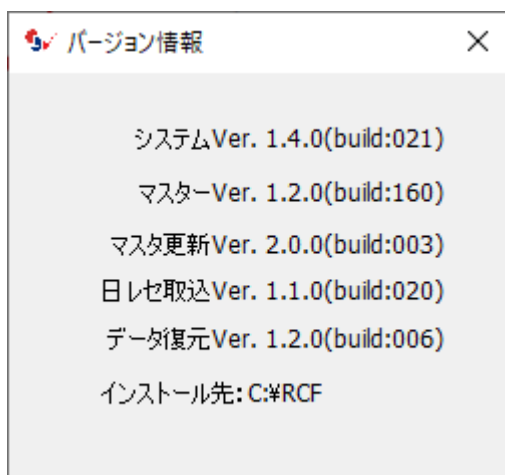 バージョン情報
システムVer. 1.4.0(build:021)
マスターVer. 1.2.0(build:160)
マスタ更新Ver. 2.0.0(build:003)
日レセ取込Ver. 1.1.0(build:020)
データ復元Ver. 1.2.0(build:006)
インストール先: C:¥RCF